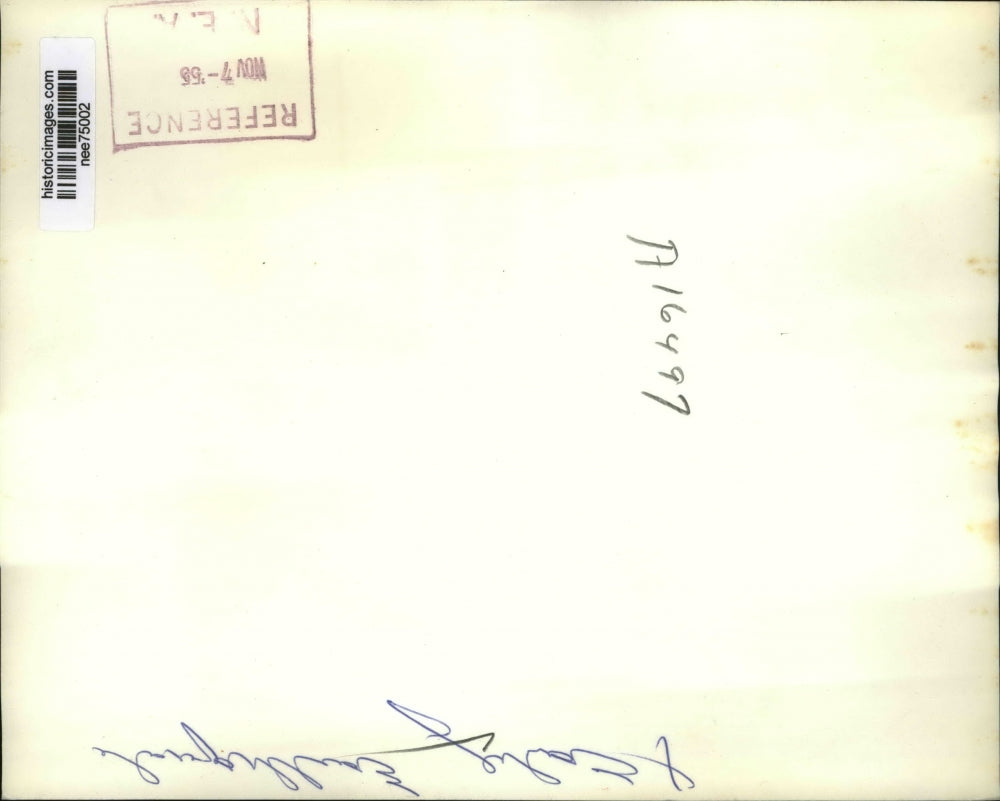 historicimages.com
nee75002
REFERENCE
NOV 7-'55
N. E. A.
A16497